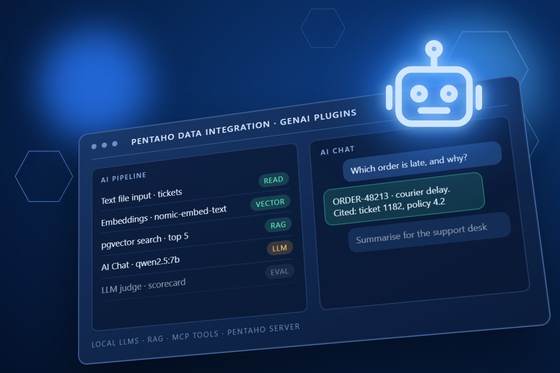 PENTAHO DATA INTEGRATION · GENAI PLUGINS
AI PIPELINE
Text file input · tickets READ
Embeddings · nomic-embed-text VECTOR
pgvector search · top 5 RAG
AI Chat · qwen2.5:7b LLM
LLM judge · scorecard EVAL
AI CHAT
Which order is late, and why?
ORDER-48213 · courier delay.
Cited: ticket 1182, policy 4.2
Summarise for the support desk
LOCAL LLMS · RAG · MCP TOOLS · PENTAHO SERVER